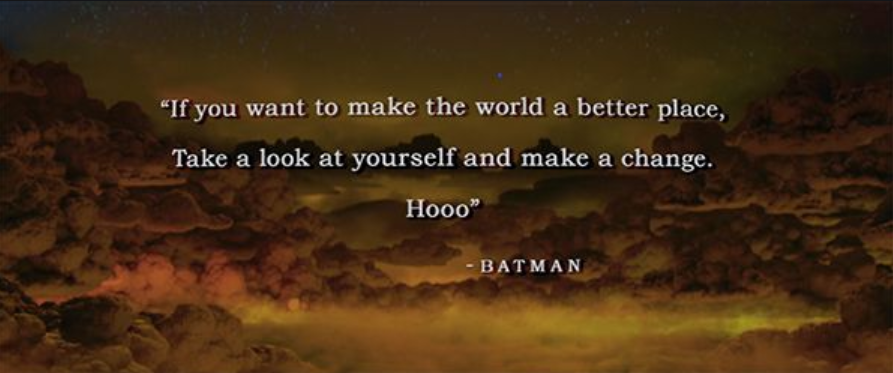 “If you want to make the world a better place,
Take a look at yourself and make a change.
Hooo”
- BATMAN